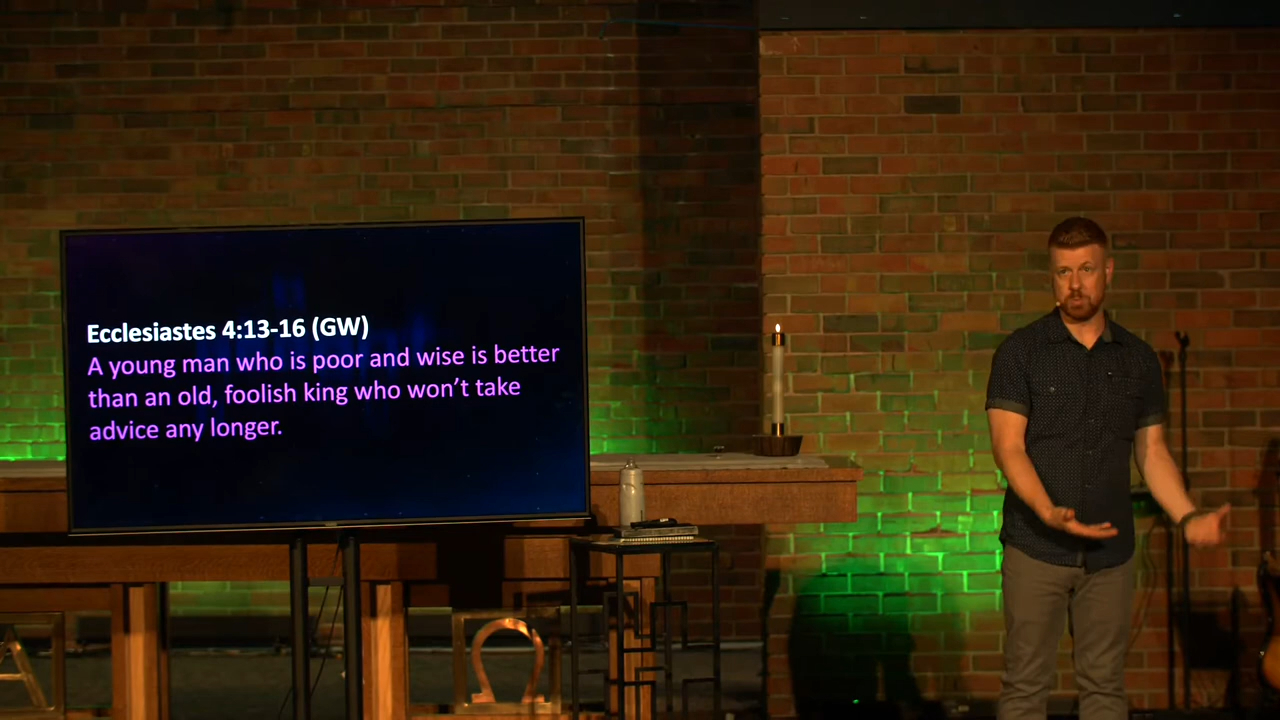 Ecclesiastes 4:13-16 (GW)
A young man who is poor and wise is better
than an old, foolish king who won’t take
advice any longer.
A
Ω